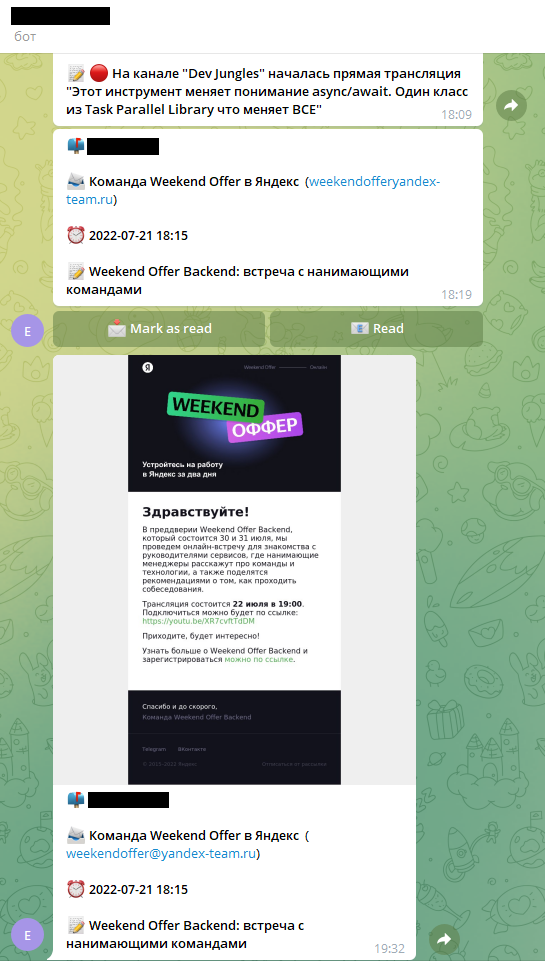 бот
На канале "Dev Jungles" началась прямая трансляция
"Этот инструмент меняет понимание async/await. Один класс
из Task Parallel Library что меняет ВСЕ"
18:09
Команда Weekend Offer в Яндекс (weekendofferyandex-
team.ru)
2022-07-21 18:15
Weekend Offer Backend: встреча с нанимающими
командами
18:19
E
Mark as read
Read
Я
Weekend Offer
Онлайн
WEEKEND
ОФФЕР
Устройтесь на работу
в Яндекс за два дня
Здравствуйте!
В преддверии Weekend Offer Backend,
который состоится 30 и 31 июля, мы
проведем онлайн-встречу для знакомства с
руководителями сервисов, где нанимающие
менеджеры расскажут про команды и
технологии, а также поделятся
рекомендациями о том, как проходить
собеседования.
Трансляция состоится 22 июля в 19:00.
Подключиться можно будет по ссылке:
https://youtu.be/XR7cvftTdDM
Приходите, будет интересно!
Узнать больше о Weekend Offer Backend и
зарегистрироваться можно по ссылке.
Спасибо и до скорого,
Команда Weekend Offer Backend
Telegram
ВКонтакте
© 2015–2022 Яндекс
Отписаться от рассылки
Команда Weekend Offer в Яндекс (
weekendoffer@yandex-team.ru)
2022-07-21 18:15
Weekend Offer Backend: встреча с
нанимающими командами
19:32
E